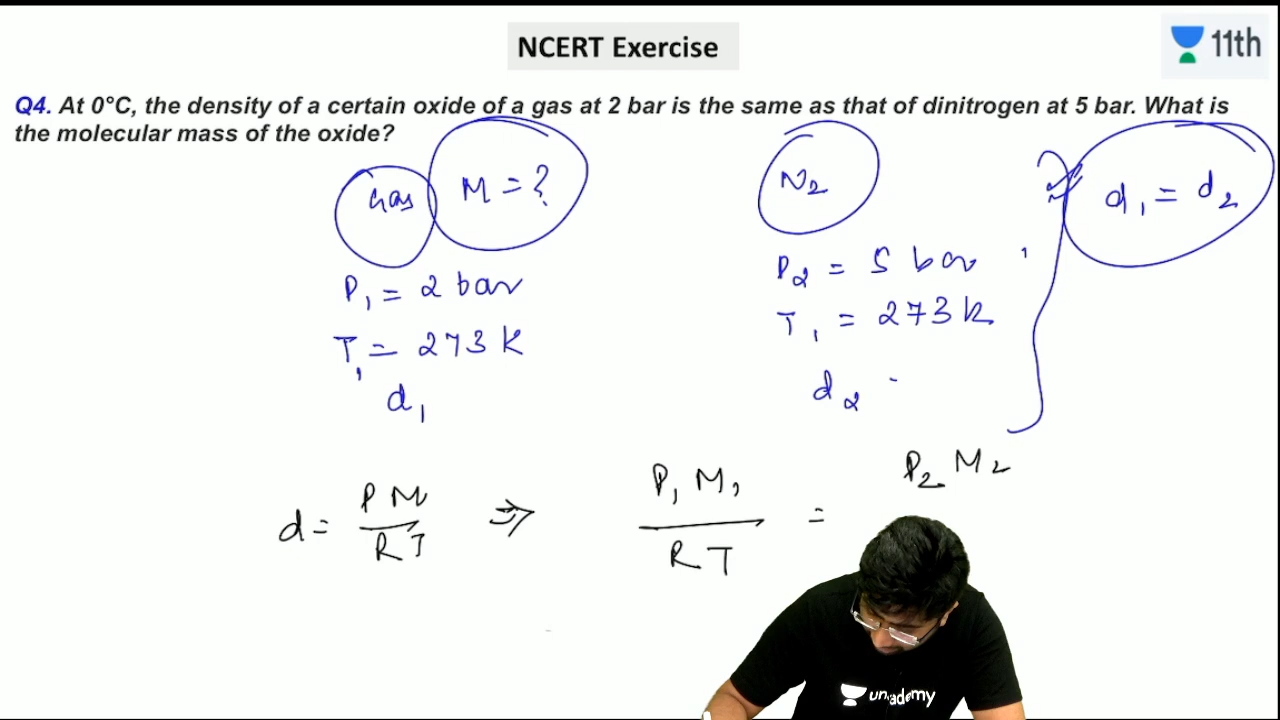 NCERT Exercise
11th
Q4. At 0°C, the density of a certain oxide of a gas at 2 bar is the same as that of dinitrogen at 5 bar. What is
the molecular mass of the oxide?
Gas M = ?
N₂
d₁ = d₂
P₁ = 2 bar
P₂ = 5 bar
T₁ = 273 K
T₁ = 273 K
d₁
d₂
d = PM/RT ⇒ P₁ M₁/RT = P₂ M₂
unacademy